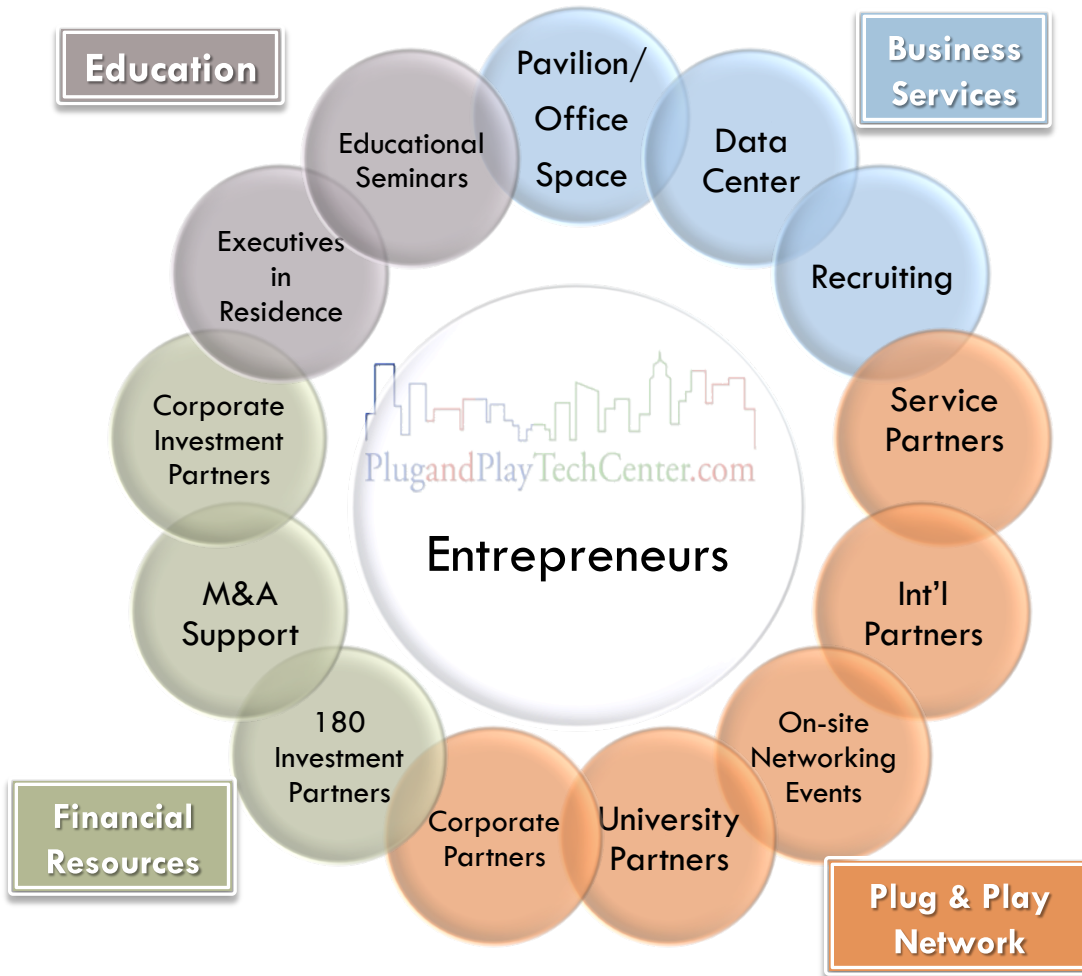 Education
Business
Services
Pavilion/
Office
Space
Data
Center
Recruiting
Service
Partners
Int'l
Partners
On-site
Networking
Events
University
Partners
Corporate
Partners
180
Investment
Partners
M&A
Support
Corporate
Investment
Partners
Executives
in
Residence
Educational
Seminars
PlugandPlayTechCenter.com
Entrepreneurs
Financial
Resources
Plug & Play
Network